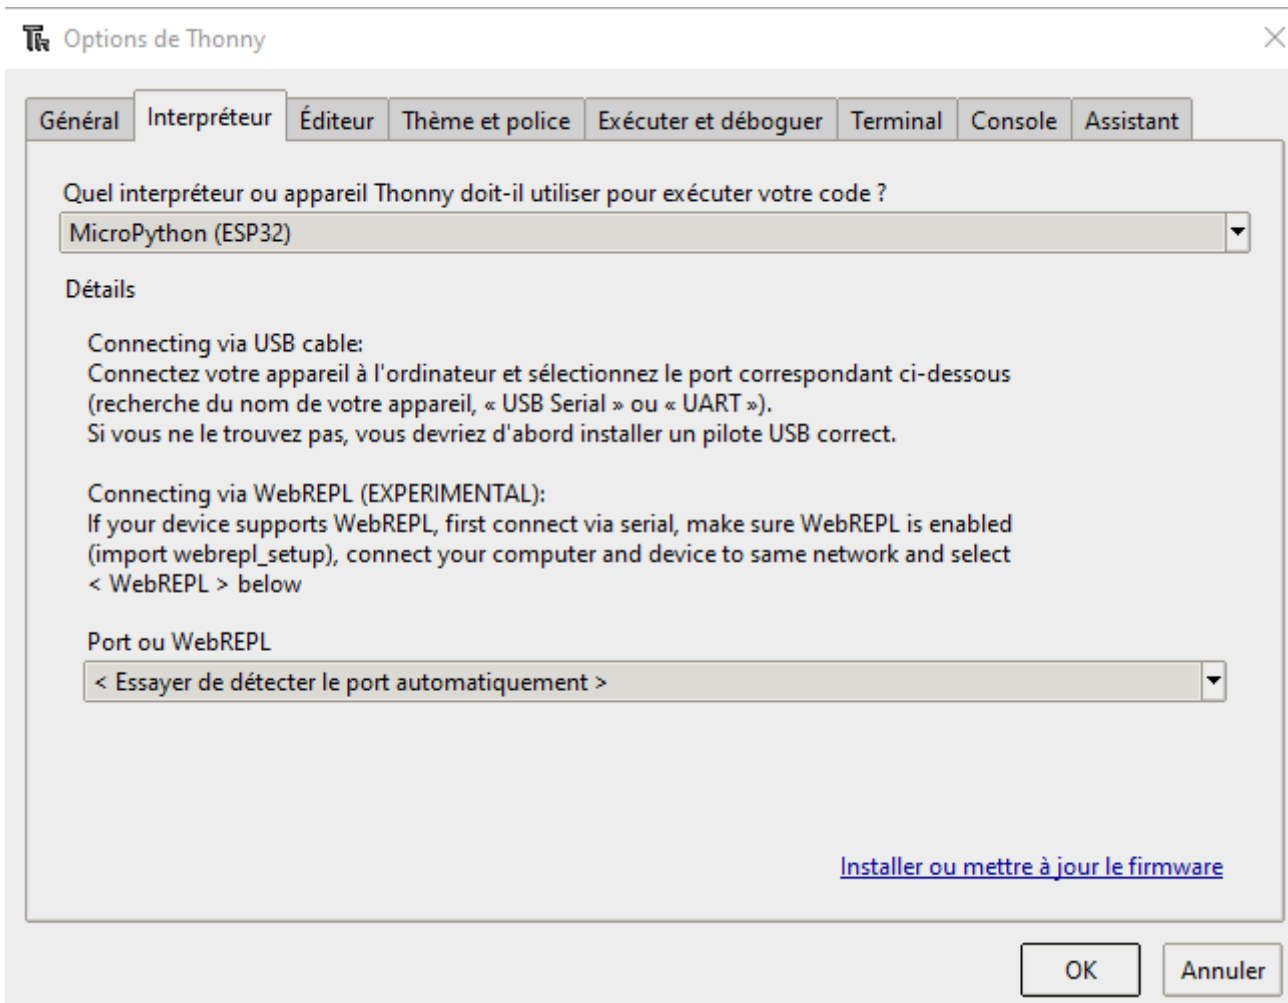 Options de Thonny
Général Interpréteur Éditeur Thème et police Exécuter et déboguer Terminal Console Assistant
Quel interpréteur ou appareil Thonny doit-il utiliser pour exécuter votre code ?
MicroPython (ESP32)
Détails
Connecting via USB cable:
Connectez votre appareil à l'ordinateur et sélectionnez le port correspondant ci-dessous
(recherche du nom de votre appareil, « USB Serial » ou « UART »).
Si vous ne le trouvez pas, vous devriez d'abord installer un pilote USB correct.
Connecting via WebREPL (EXPERIMENTAL):
If your device supports WebREPL, first connect via serial, make sure WebREPL is enabled
(import webrepl_setup), connect your computer and device to same network and select
< WebREPL > below
Port ou WebREPL
< Essayer de détecter le port automatiquement >
Installer ou mettre à jour le firmware
OK Annuler